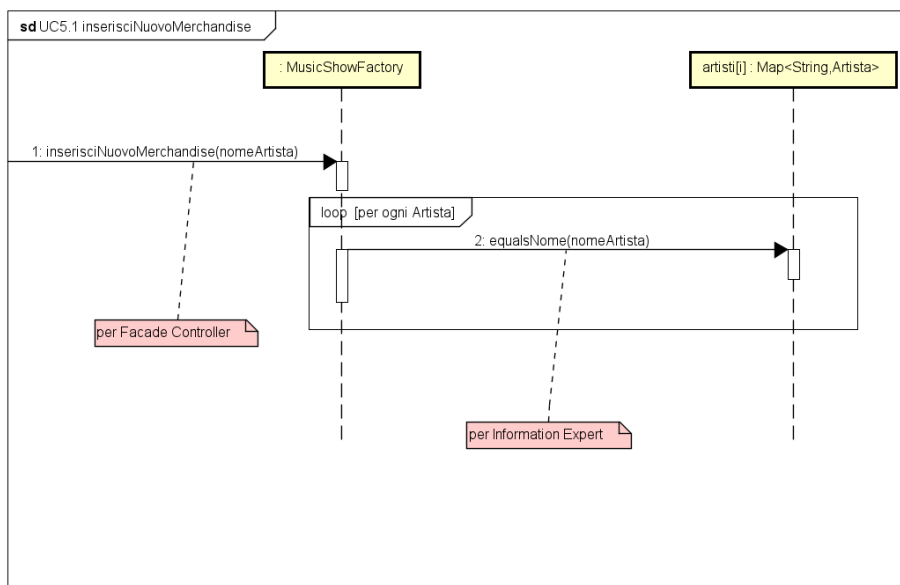 sd UC5.1 inserisciNuovoMerchandise
: MusicShowFactory
artisti[i] : Map<String,Artista>
1: inserisciNuovoMerchandise(nomeArtista)
loop [per ogni Artista]
2: equalsNome(nomeArtista)
per Facade Controller
per Information Expert